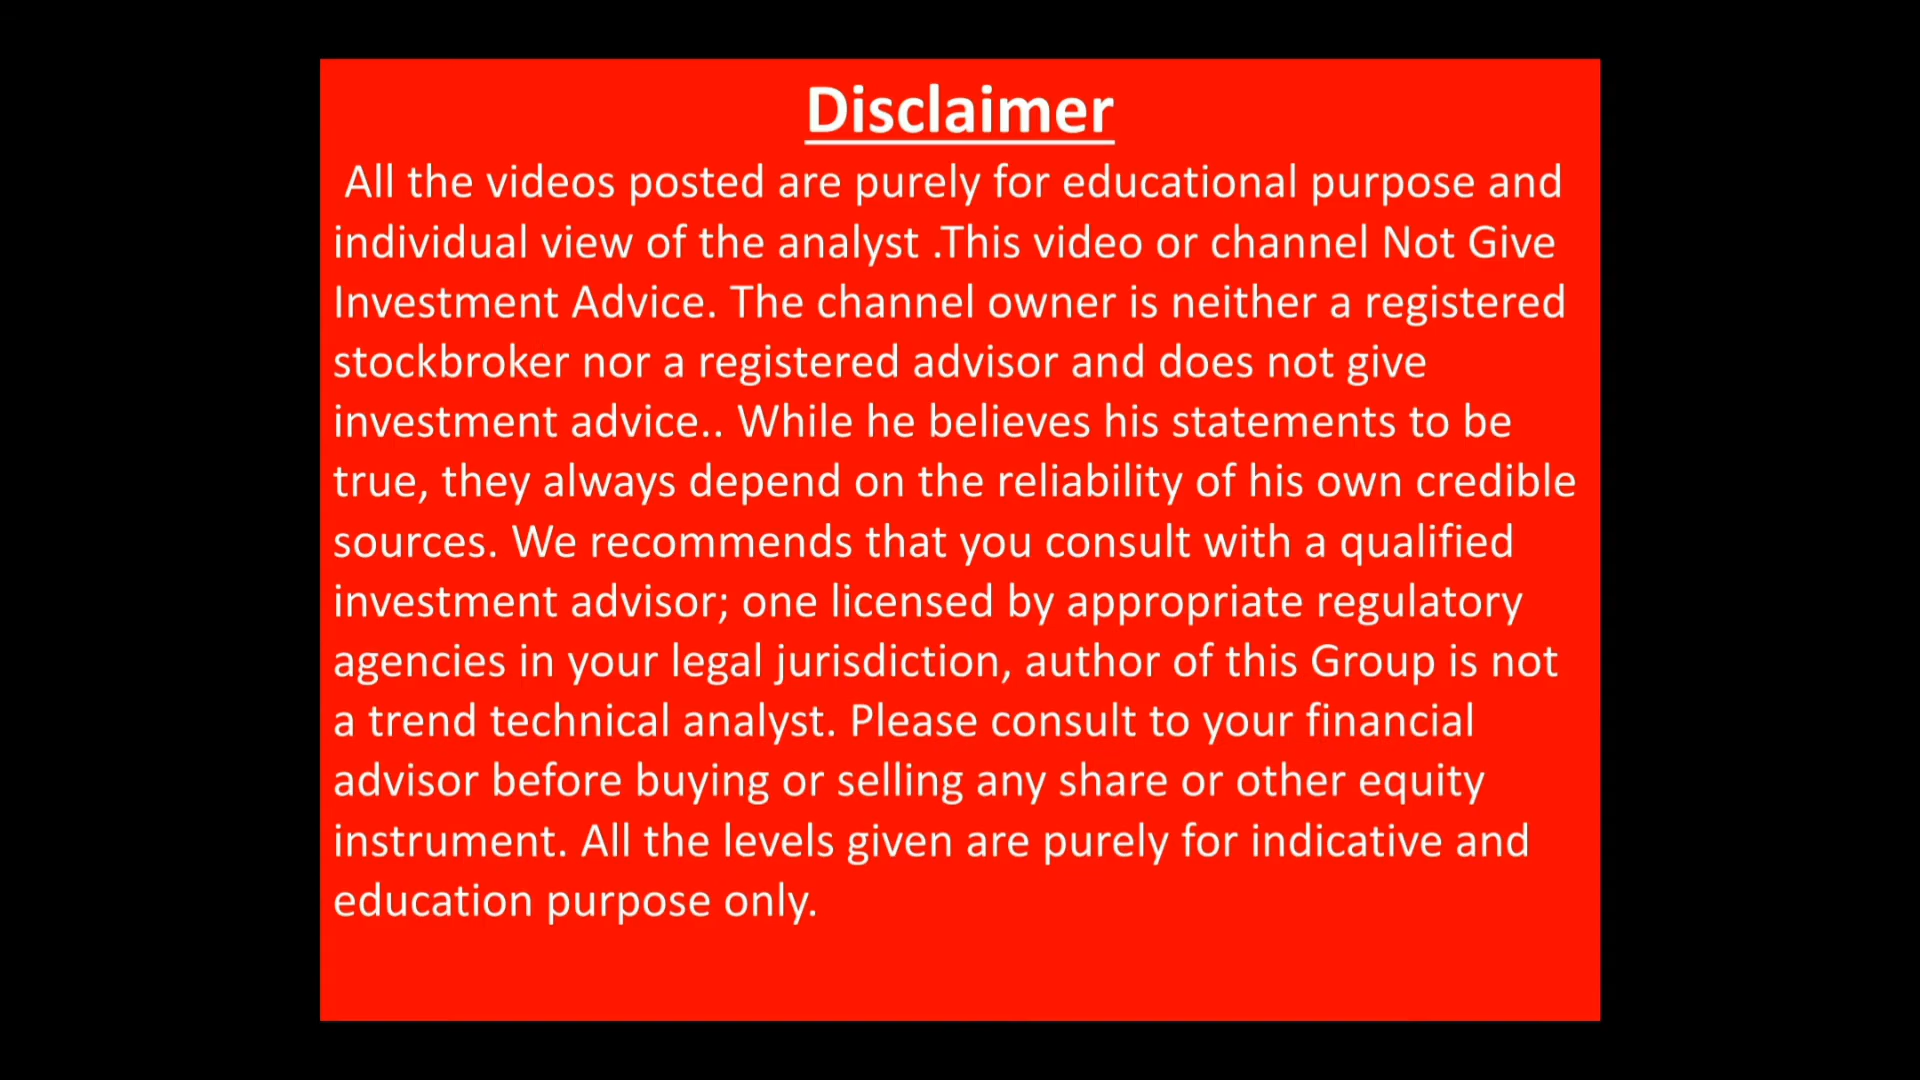 Disclaimer
All the videos posted are purely for educational purpose and
individual view of the analyst .This video or channel Not Give
Investment Advice. The channel owner is neither a registered
stockbroker nor a registered advisor and does not give
investment advice.. While he believes his statements to be
true, they always depend on the reliability of his own credible
sources. We recommends that you consult with a qualified
investment advisor; one licensed by appropriate regulatory
agencies in your legal jurisdiction, author of this Group is not
a trend technical analyst. Please consult to your financial
advisor before buying or selling any share or other equity
instrument. All the levels given are purely for indicative and
education purpose only.